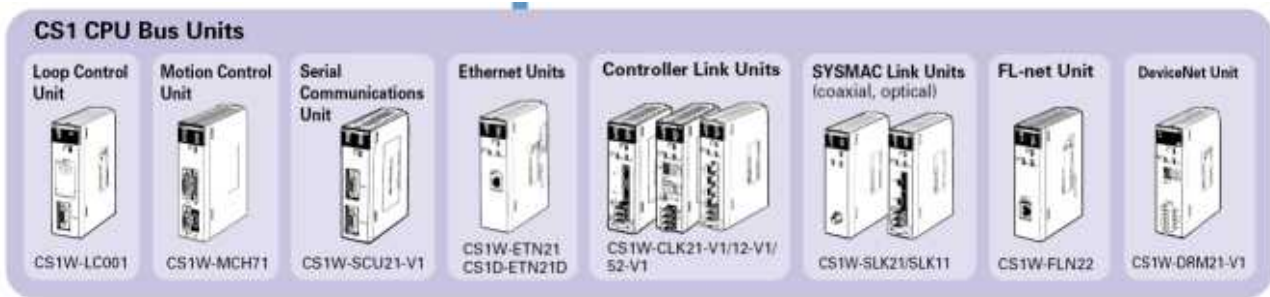 CS1 CPU Bus Units
Loop Control
Unit
CS1W-LC001
Motion Control
Unit
CS1W-MCH71
Serial
Communications
Unit
CS1W-SCU21-V1
Ethernet Units
CS1W-ETN21
CS1D-ETN21D
Controller Link Units
CS1W-CLK21-V1/12-V1/
52-V1
SYSMAC Link Units
(coaxial, optical)
CS1W-SLK21/SLK11
FL-net Unit
CS1W-FLN22
DeviceNet Unit
CS1W-DRM21-V1